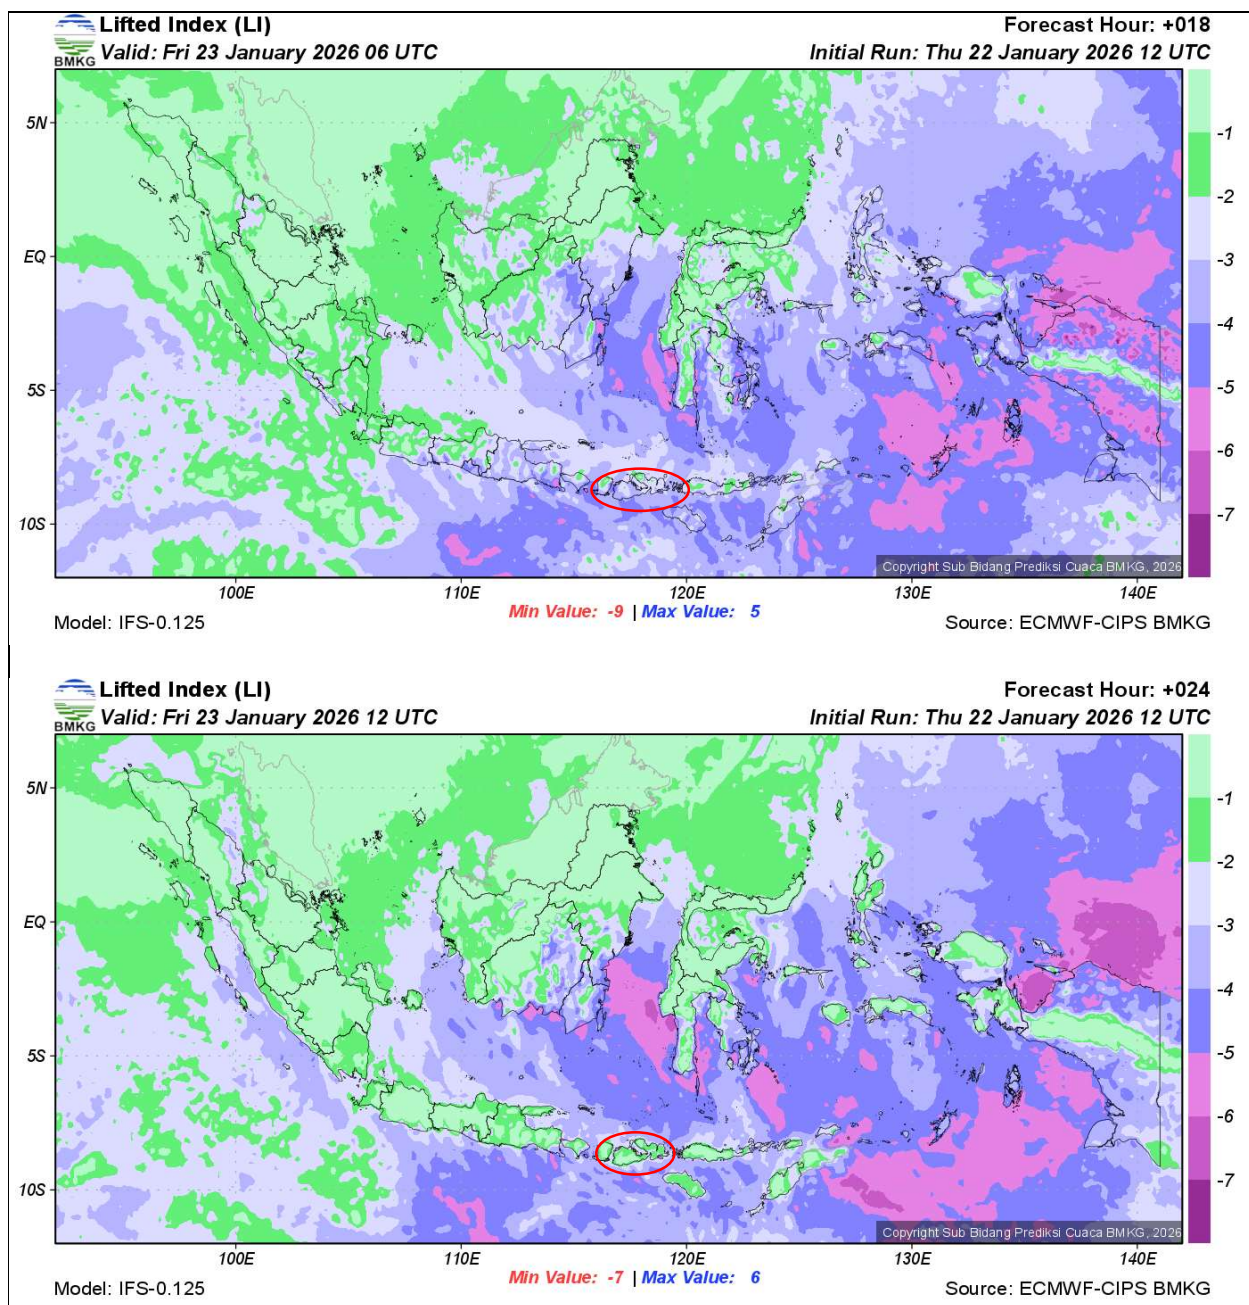 BMKG
Lifted Index (LI)
Forecast Hour: +018
Valid: Fri 23 January 2026 06 UTC
Initial Run: Thu 22 January 2026 12 UTC
5N
EQ
5S
10S
-1
-2
-3
-4
-5
-6
-7
Copyright Sub Bidang Prediksi Cuaca BMKG, 2026
100E
110E
120E
130E
140E
Min Value: -9 | Max Value: 5
Model: IFS-0.125
Source: ECMWF-CIPS BMKG
BMKG
Lifted Index (LI)
Forecast Hour: +024
Valid: Fri 23 January 2026 12 UTC
Initial Run: Thu 22 January 2026 12 UTC
5N
EQ
5S
10S
-1
-2
-3
-4
-5
-6
-7
Copyright Sub Bidang Prediksi Cuaca BMKG, 2026
100E
110E
120E
130E
140E
Min Value: -7 | Max Value: 6
Model: IFS-0.125
Source: ECMWF-CIPS BMKG